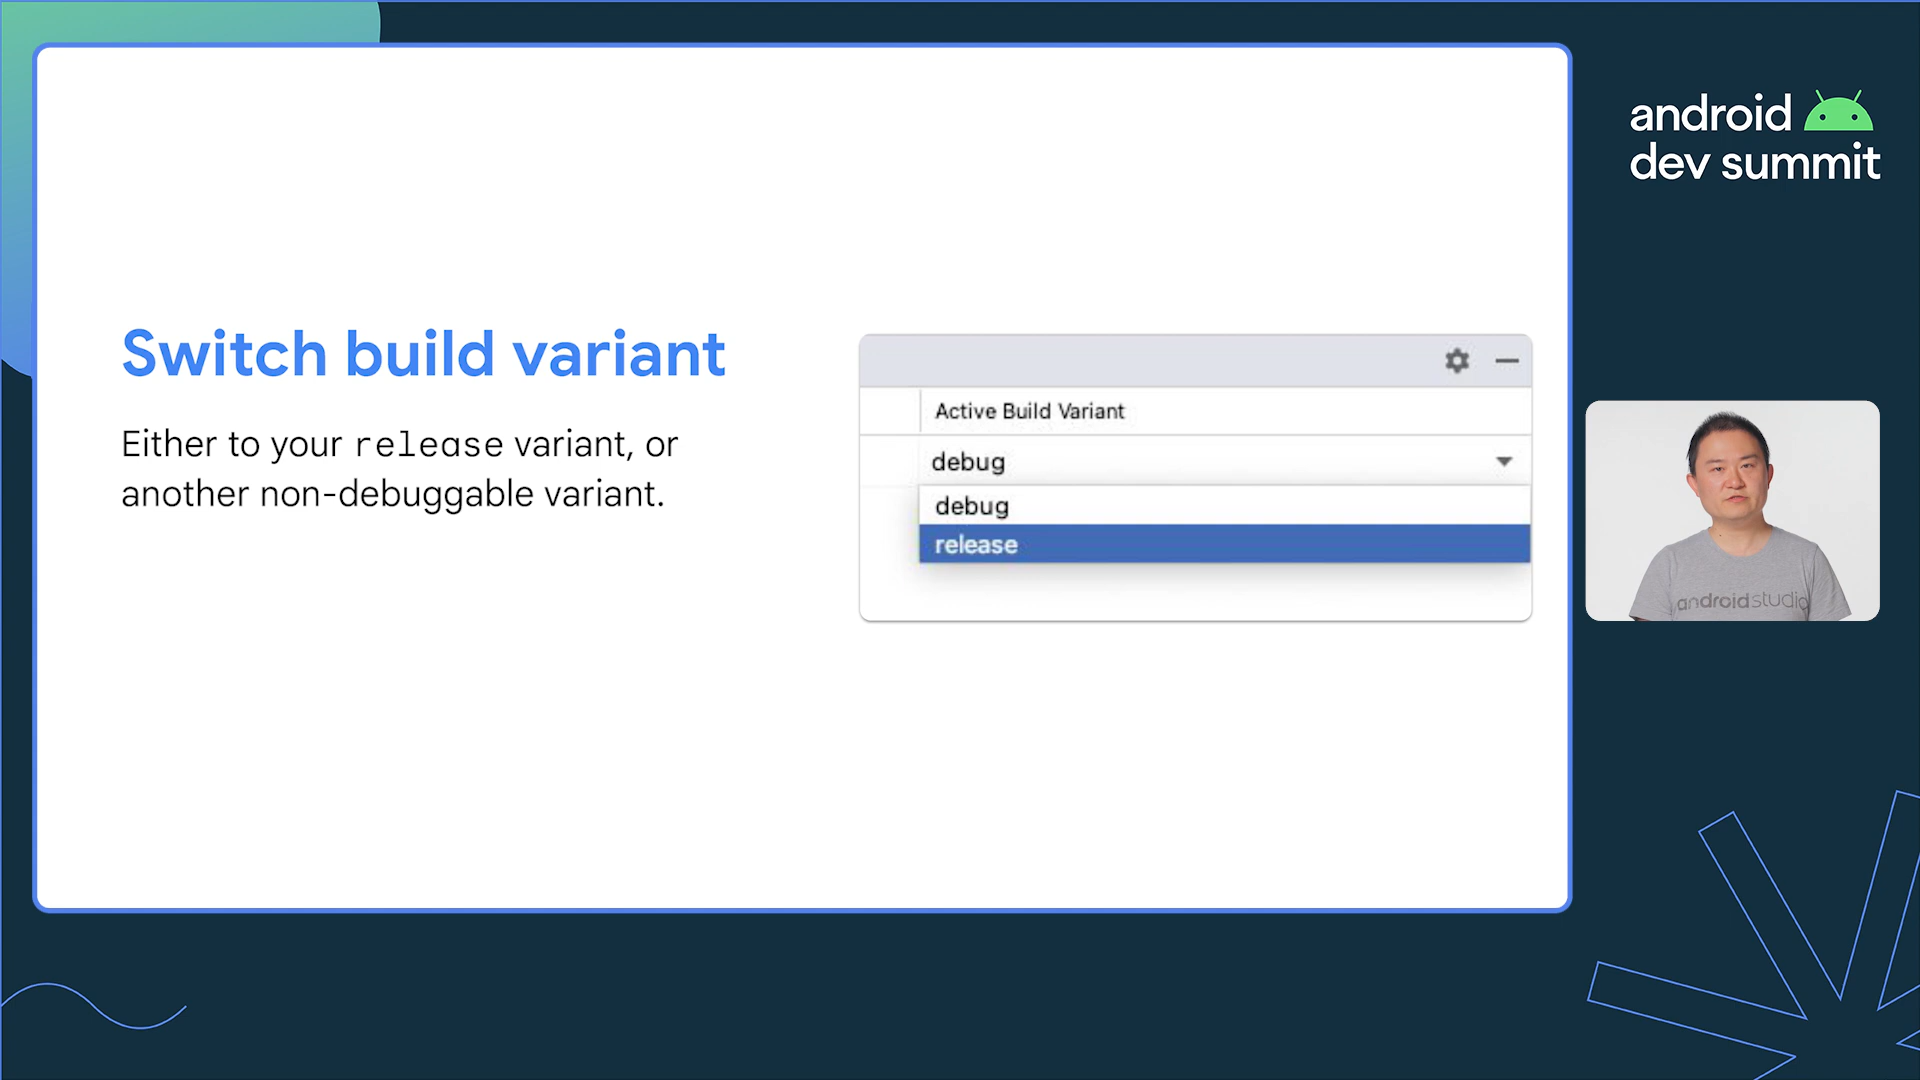 Switch build variant
Either to your release variant, or
another non-debuggable variant.
Active Build Variant
debug
debug
release
android
dev summit
androidstudio